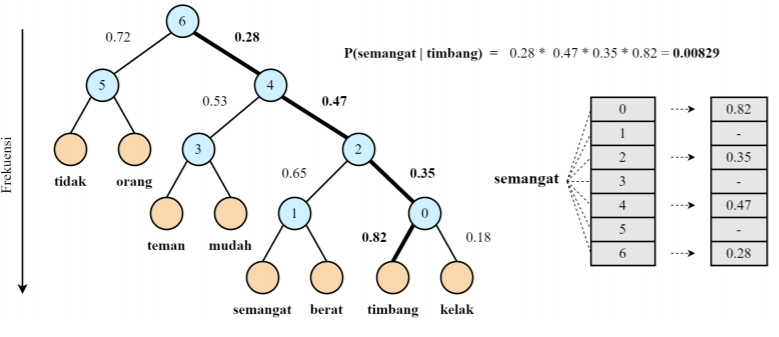 6
0.72
0.28
P(semangat | timbang) = 0.28 * 0.47 * 0.35 * 0.82 = 0.00829
5
4
0.53
0.47
0 0.82
1 -
tidak
orang
3
2
2 0.35
semangat
3 -
0.65
0.35
4 0.47
teman
mudah
1
0
5 -
0.82
0.18
6 0.28
semangat
berat
timbang
kelak
Frekuensi